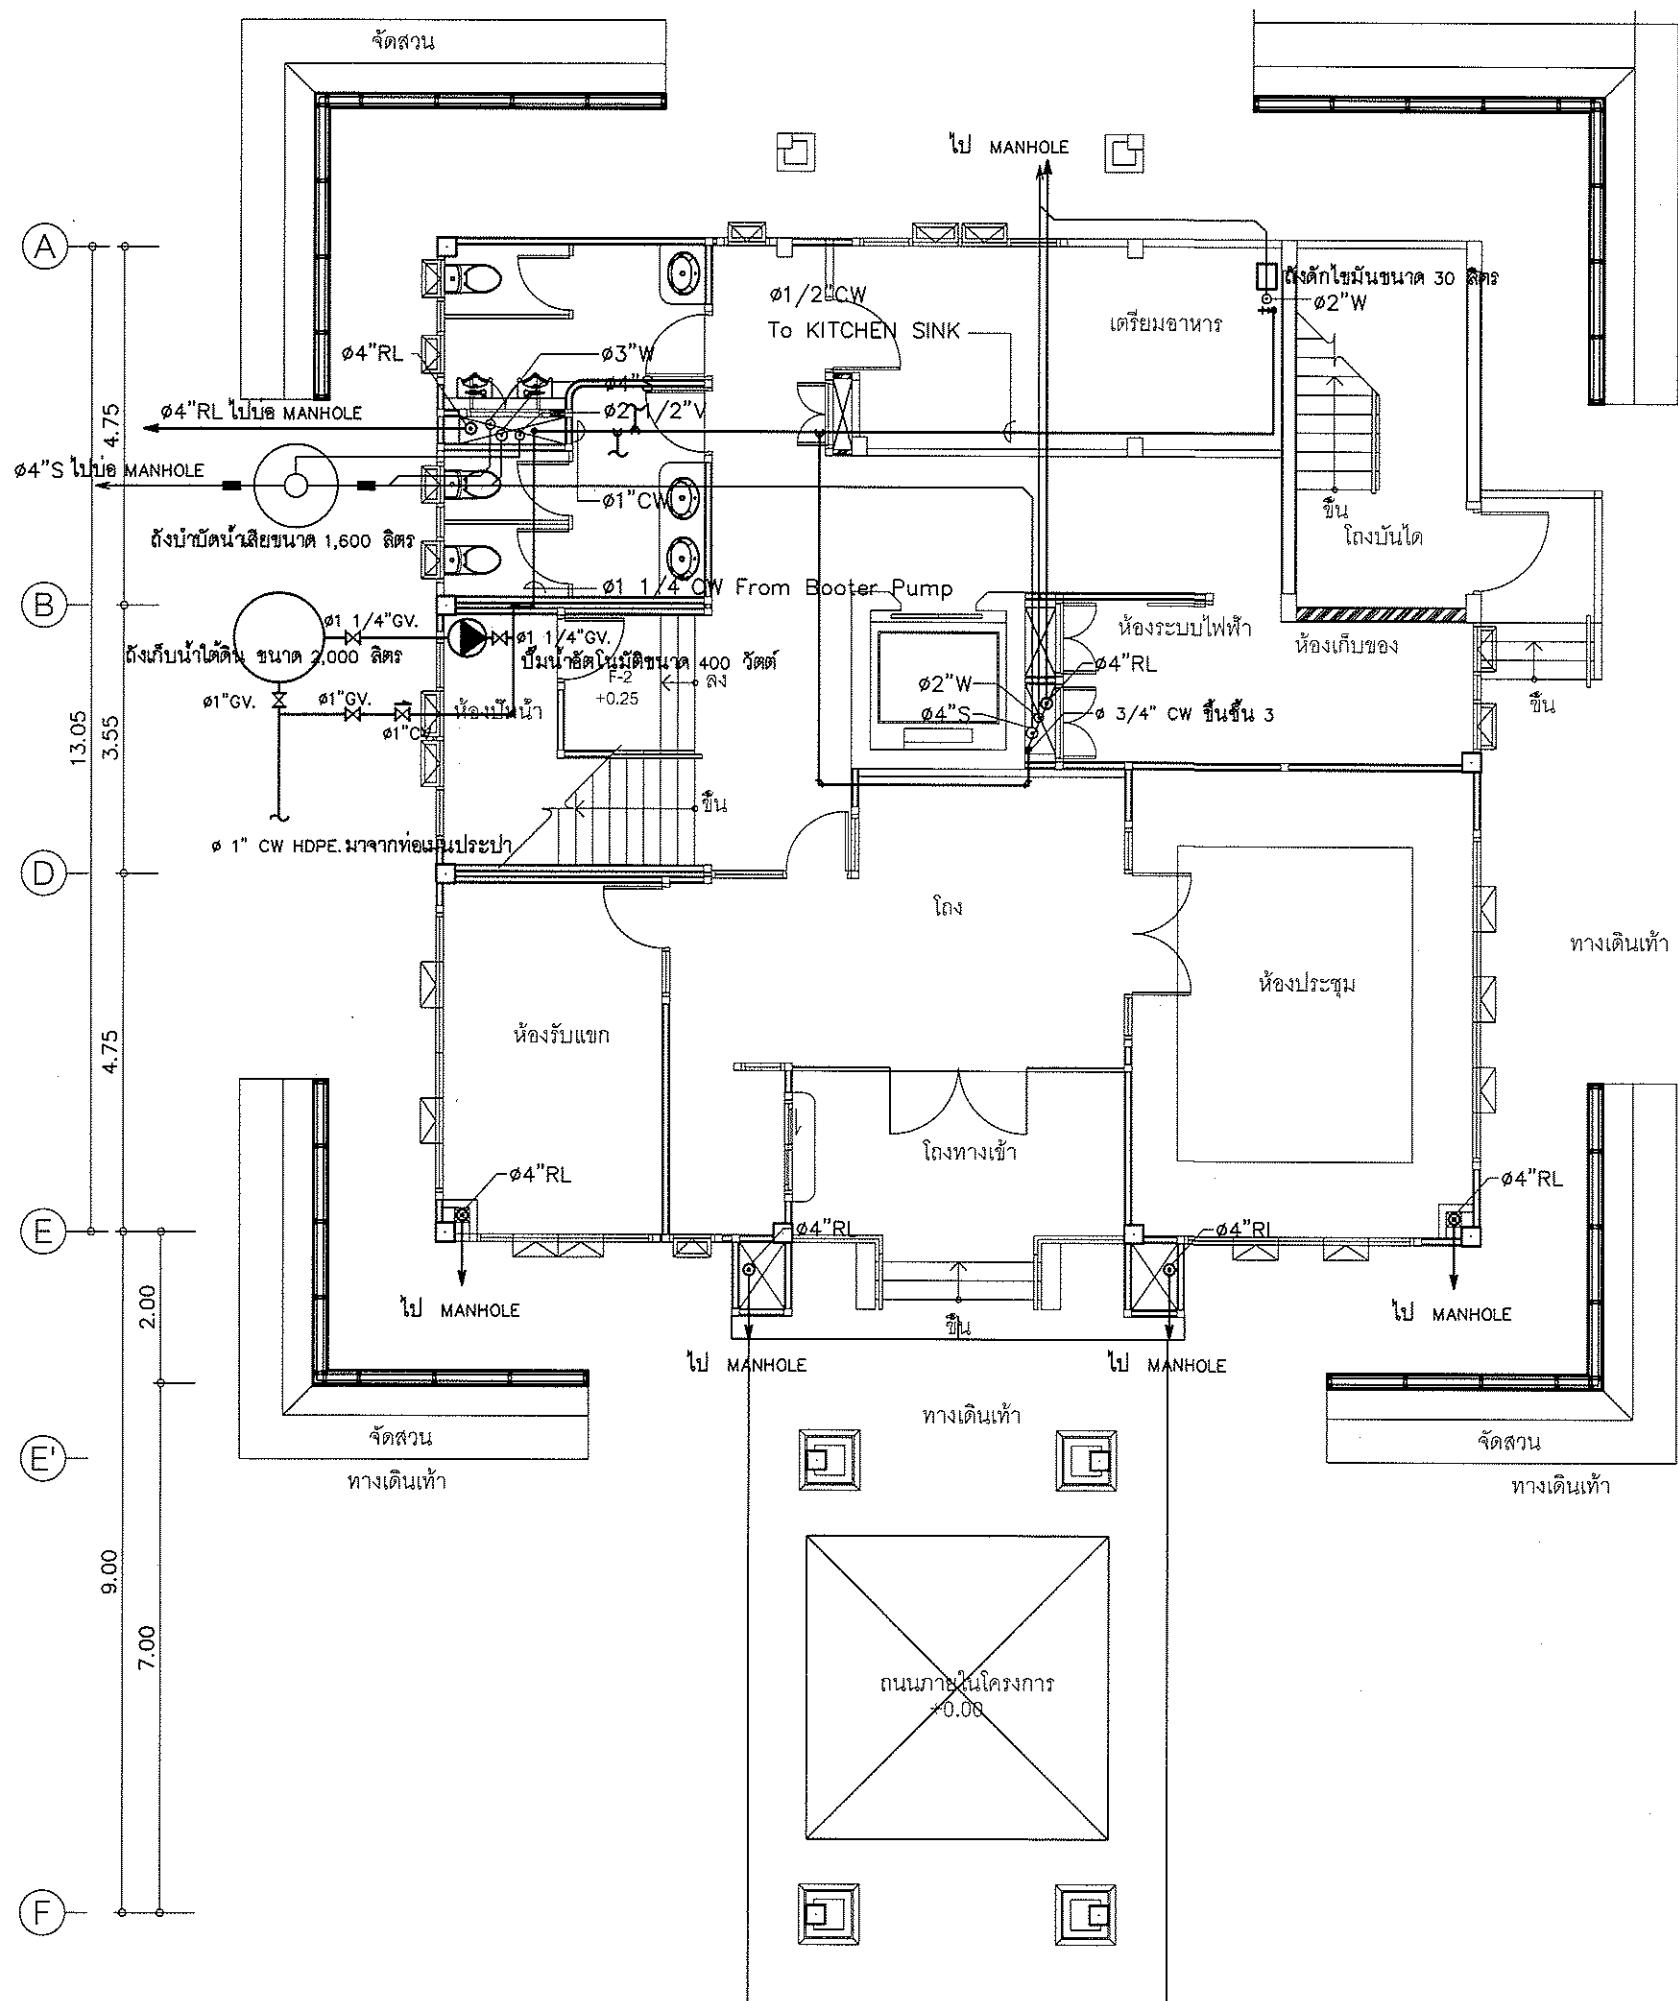 จัดสวน
ไป MANHOLE
A
ถังดักไขมันขนาด 30 ลิตร
ø2"W
ø1/2"CW
To KITCHEN SINK
เตรียมอาหาร
ø4"RL
ø3"W
ø4"S
ø2 1/2"V
ø4"RL ไปบ่อ MANHOLE
4.75
ø4"S ไปบ่อ MANHOLE
ø1"CW
ขึ้น
โถงบันได
ถังบำบัดน้ำเสียขนาด 1,600 ลิตร
ø1 1/4"CW From Booter Pump
B
ø1 1/4"GV.
ø1 1/4"GV.
ห้องระบบไฟฟ้า
ห้องเก็บของ
ถังเก็บน้ำใต้ดิน ขนาด 2,000 ลิตร
ปั๊มน้ำอัตโนมัติขนาด 400 วัตต์
ø4"RL
F-2
+0.25
ลง
ø2"W
ø1"GV.
ø1"GV.
ห้องปั๊มน้ำ
ø4"S
ø 3/4" CW ขึ้นชั้น 3
ขึ้น
ø1"CW
13.05
3.55
ขึ้น
ø 1" CW HDPE.มาจากท่อเมนประปา
D
โถง
ทางเดินเท้า
ห้องประชุม
ห้องรับแขก
4.75
โถงทางเข้า
ø4"RL
ø4"RL
E
ø4"RL
ø4"RL
ไป MANHOLE
ไป MANHOLE
2.00
ขึ้น
ไป MANHOLE
ไป MANHOLE
ทางเดินเท้า
จัดสวน
จัดสวน
E'
ทางเดินเท้า
ทางเดินเท้า
9.00
7.00
ถนนภายในโครงการ
+0.00
F